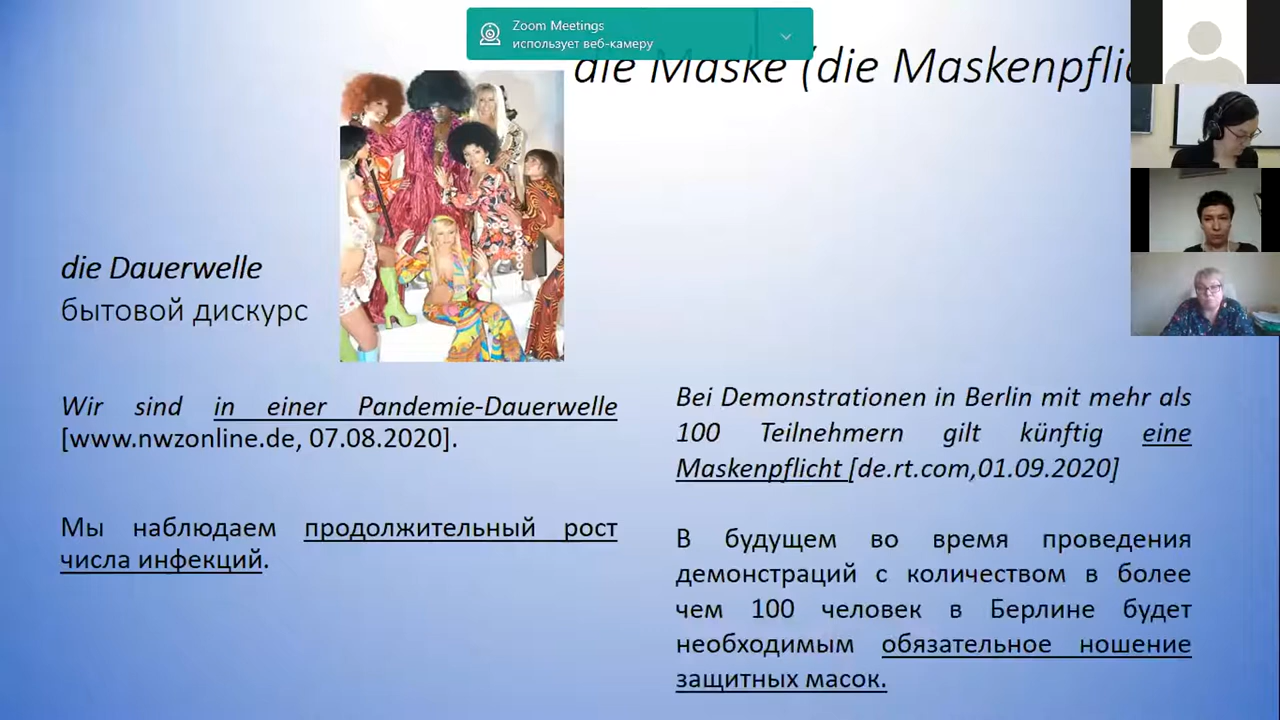 Zoom Meetings
использует веб-камеру
die Maske (die Maskenpflic
die Dauerwelle
бытовой дискурс
Wir sind in einer Pandemie-Dauerwelle
[www.nwzonline.de, 07.08.2020].
Мы наблюдаем продолжительный рост
числа инфекций.
Bei Demonstrationen in Berlin mit mehr als
100 Teilnehmern gilt künftig eine
Maskenpflicht [de.rt.com,01.09.2020]
В будущем во время проведения
демонстраций с количеством в более
чем 100 человек в Берлине будет
необходимым обязательное ношение
защитных масок.